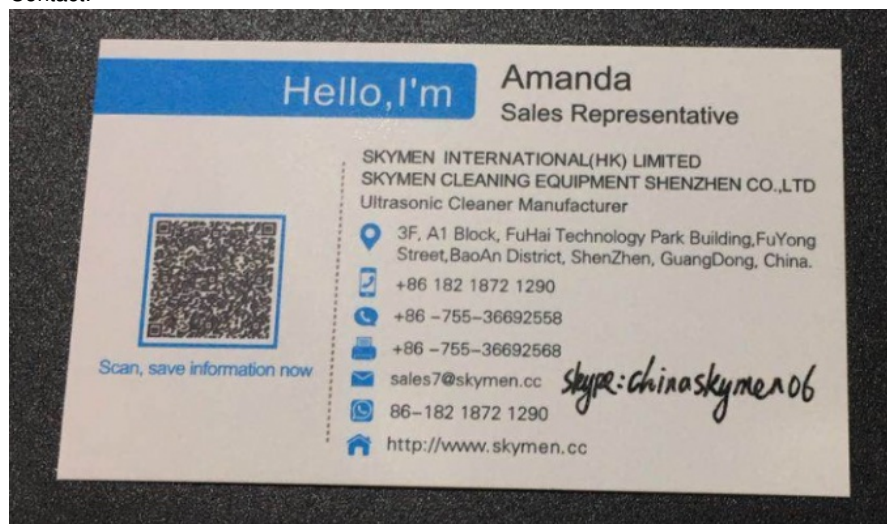 Contact:
Hello,I'm
Amanda
Sales Representative
SKYMEN INTERNATIONAL(HK) LIMITED
SKYMEN CLEANING EQUIPMENT SHENZHEN CO.,LTD
Ultrasonic Cleaner Manufacturer
3F, A1 Block, FuHai Technology Park Building,FuYong
Street,BaoAn District, ShenZhen, GuangDong, China.
+86 182 1872 1290
+86 -755-36692558
+86 -755-36692568
sales7@skymen.cc
skype:chinaskymen06
86-182 1872 1290
http://www.skymen.cc
Scan, save information now